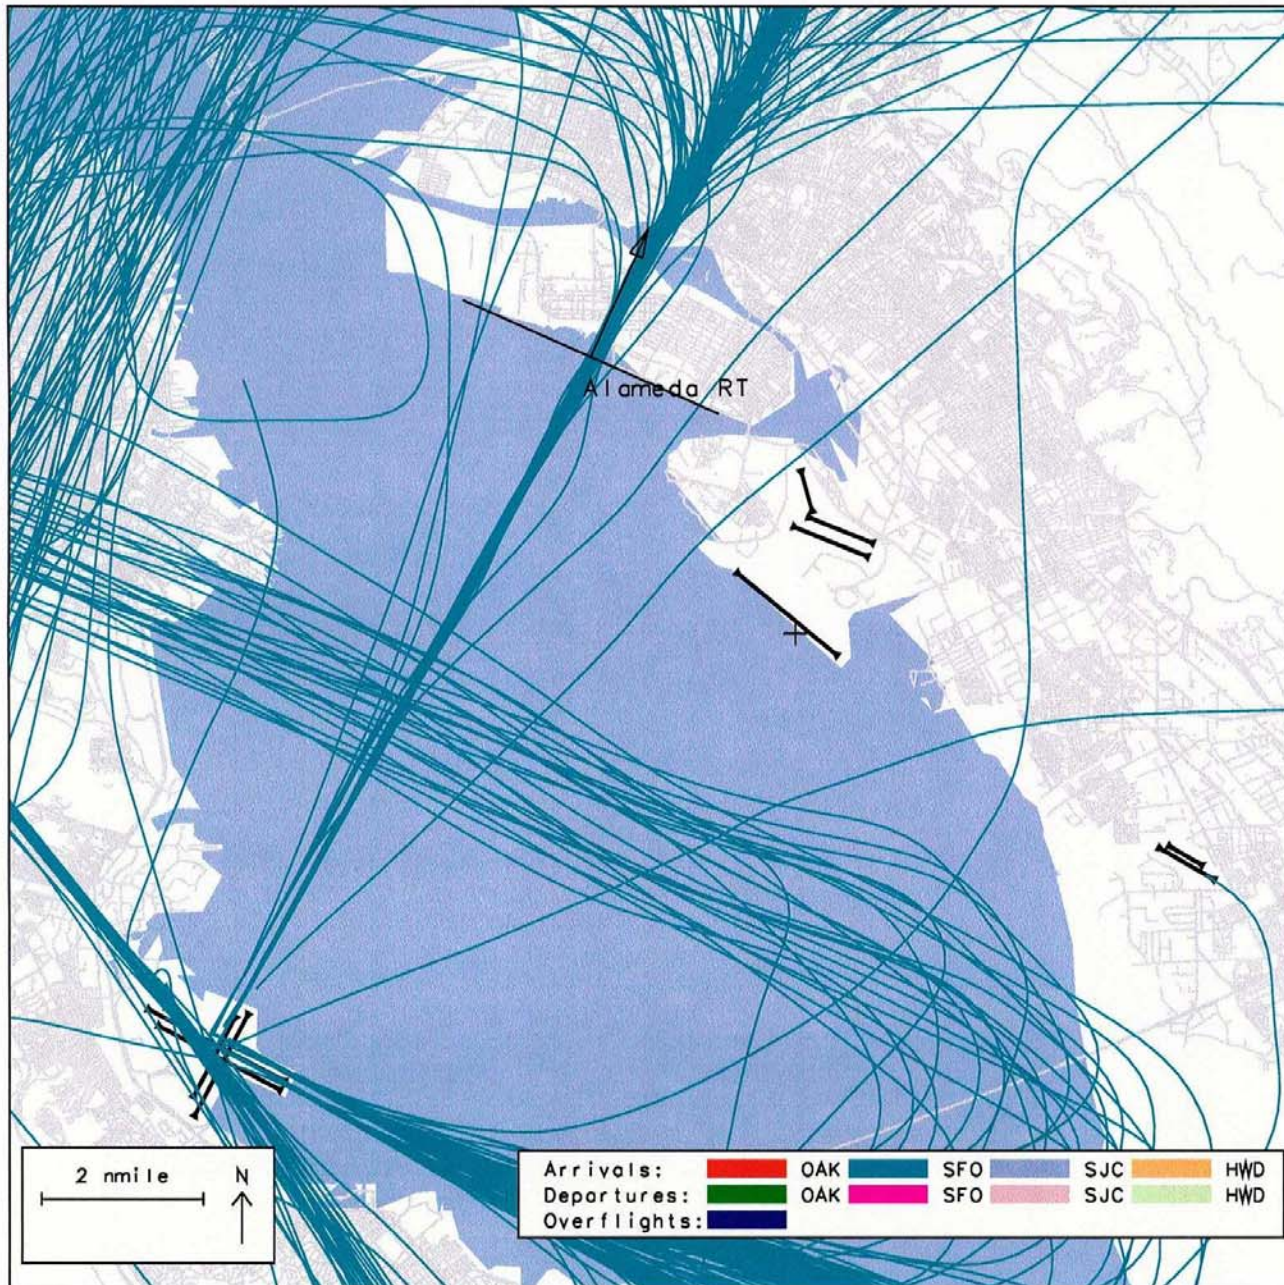 Alameda RT
2 nmile N
Arrivals: OAK SFO SJC HWD
Departures: OAK SFO SJC HWD
Overflights: